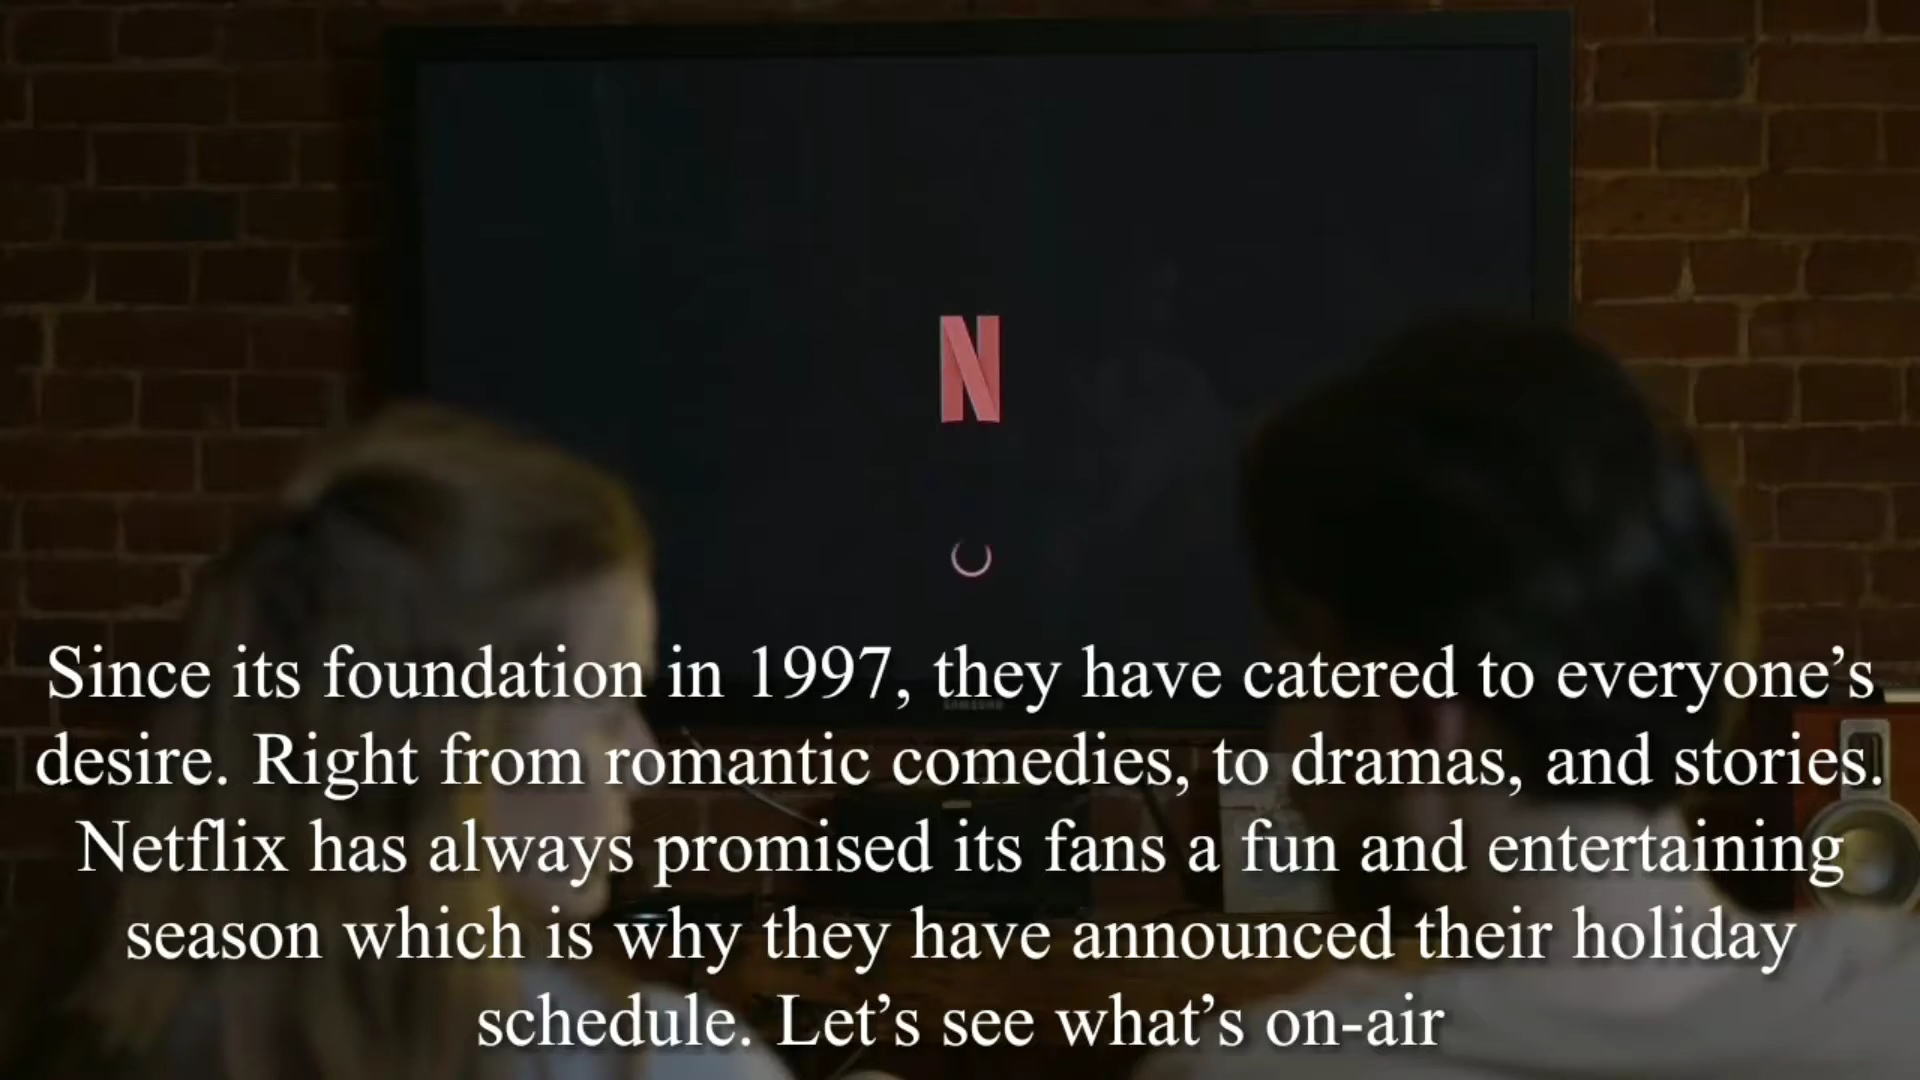 N
SAMSUNG
Since its foundation in 1997, they have catered to everyone’s
desire. Right from romantic comedies, to dramas, and stories.
Netflix has always promised its fans a fun and entertaining
season which is why they have announced their holiday
schedule. Let’s see what’s on-air